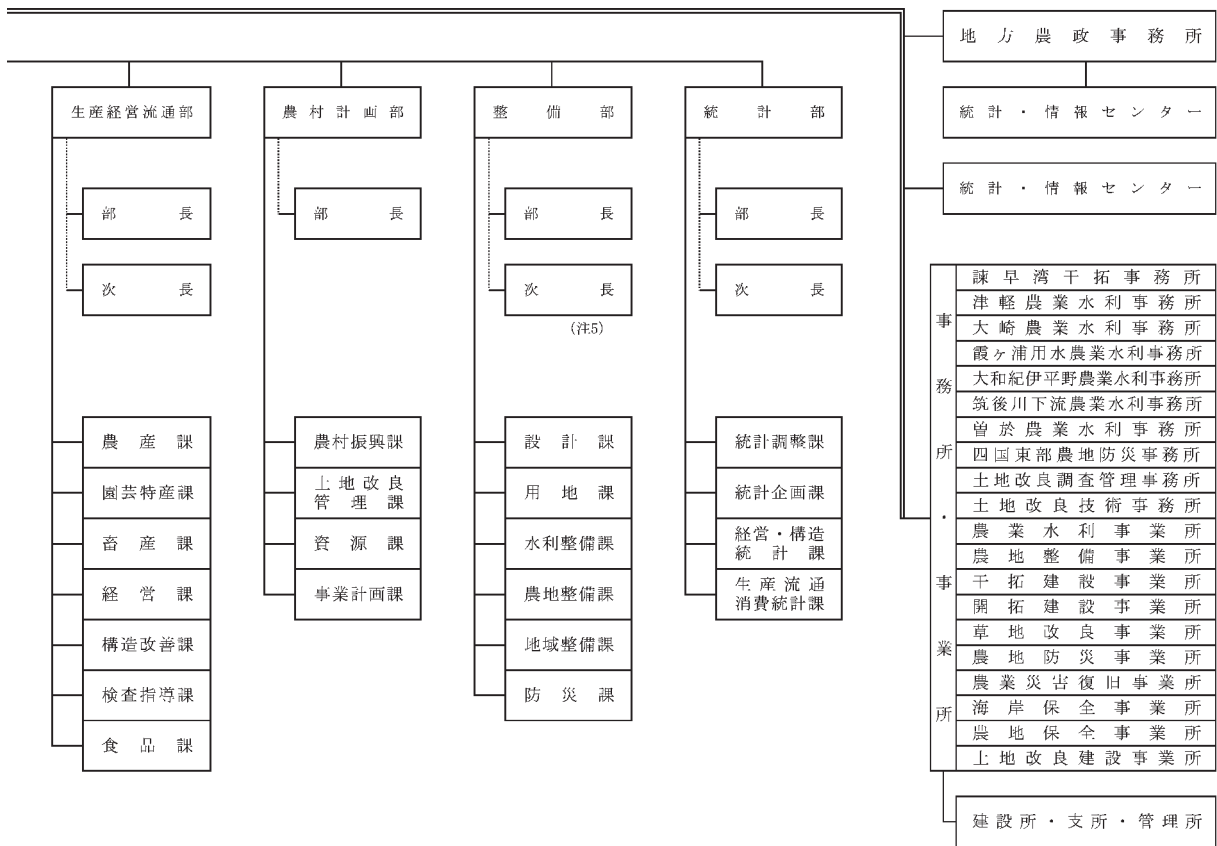 生産経営流通部
部長
次長
農産課
園芸特産課
畜産課
経営課
構造改善課
検査指導課
食品課
農村計画部
部長
農村振興課
土地改良
管理課
資源課
事業計画課
整備部
部長
次長
(注5)
設計課
用地課
水利整備課
農地整備課
地域整備課
防災課
統計部
部長
次長
統計調整課
統計企画課
経営・構造
統計課
生産流通
消費統計課
地方農政事務所
統計・情報センター
統計・情報センター
事務所・事業所
諫早湾干拓事務所
津軽農業水利事務所
大崎農業水利事務所
霞ヶ浦用水農業水利事務所
大和紀伊平野農業水利事務所
筑後川下流農業水利事務所
曽於農業水利事務所
四国東部農地防災事務所
土地改良調査管理事務所
土地改良技術事務所
農業水利事業所
農地整備事業所
干拓建設事業所
開拓建設事業所
草地改良事業所
農地防災事業所
農業災害復旧事業所
海岸保全事業所
農地保全事業所
土地改良建設事業所
建設所・支所・管理所